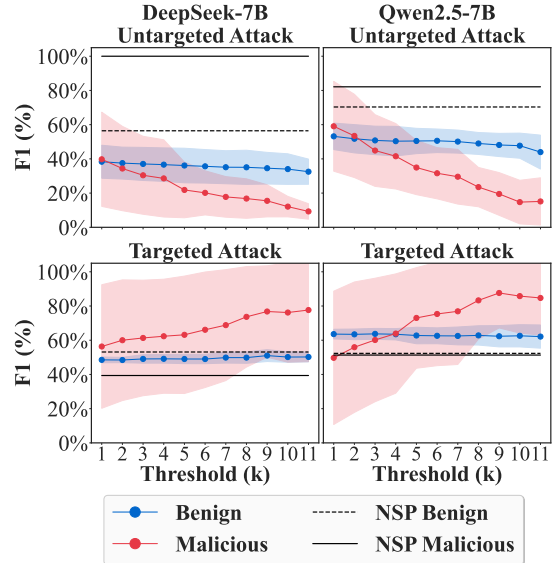 DeepSeek-7B
Untargeted Attack
Qwen2.5-7B
Untargeted Attack
F1 (%)
100%
80%
60%
40%
20%
0%
Targeted Attack
Targeted Attack
F1 (%)
100%
80%
60%
40%
20%
0%
1 2 3 4 5 6 7 8 9 10 11
Threshold (k)
1 2 3 4 5 6 7 8 9 10 11
Threshold (k)
Benign
Malicious
NSP Benign
NSP Malicious